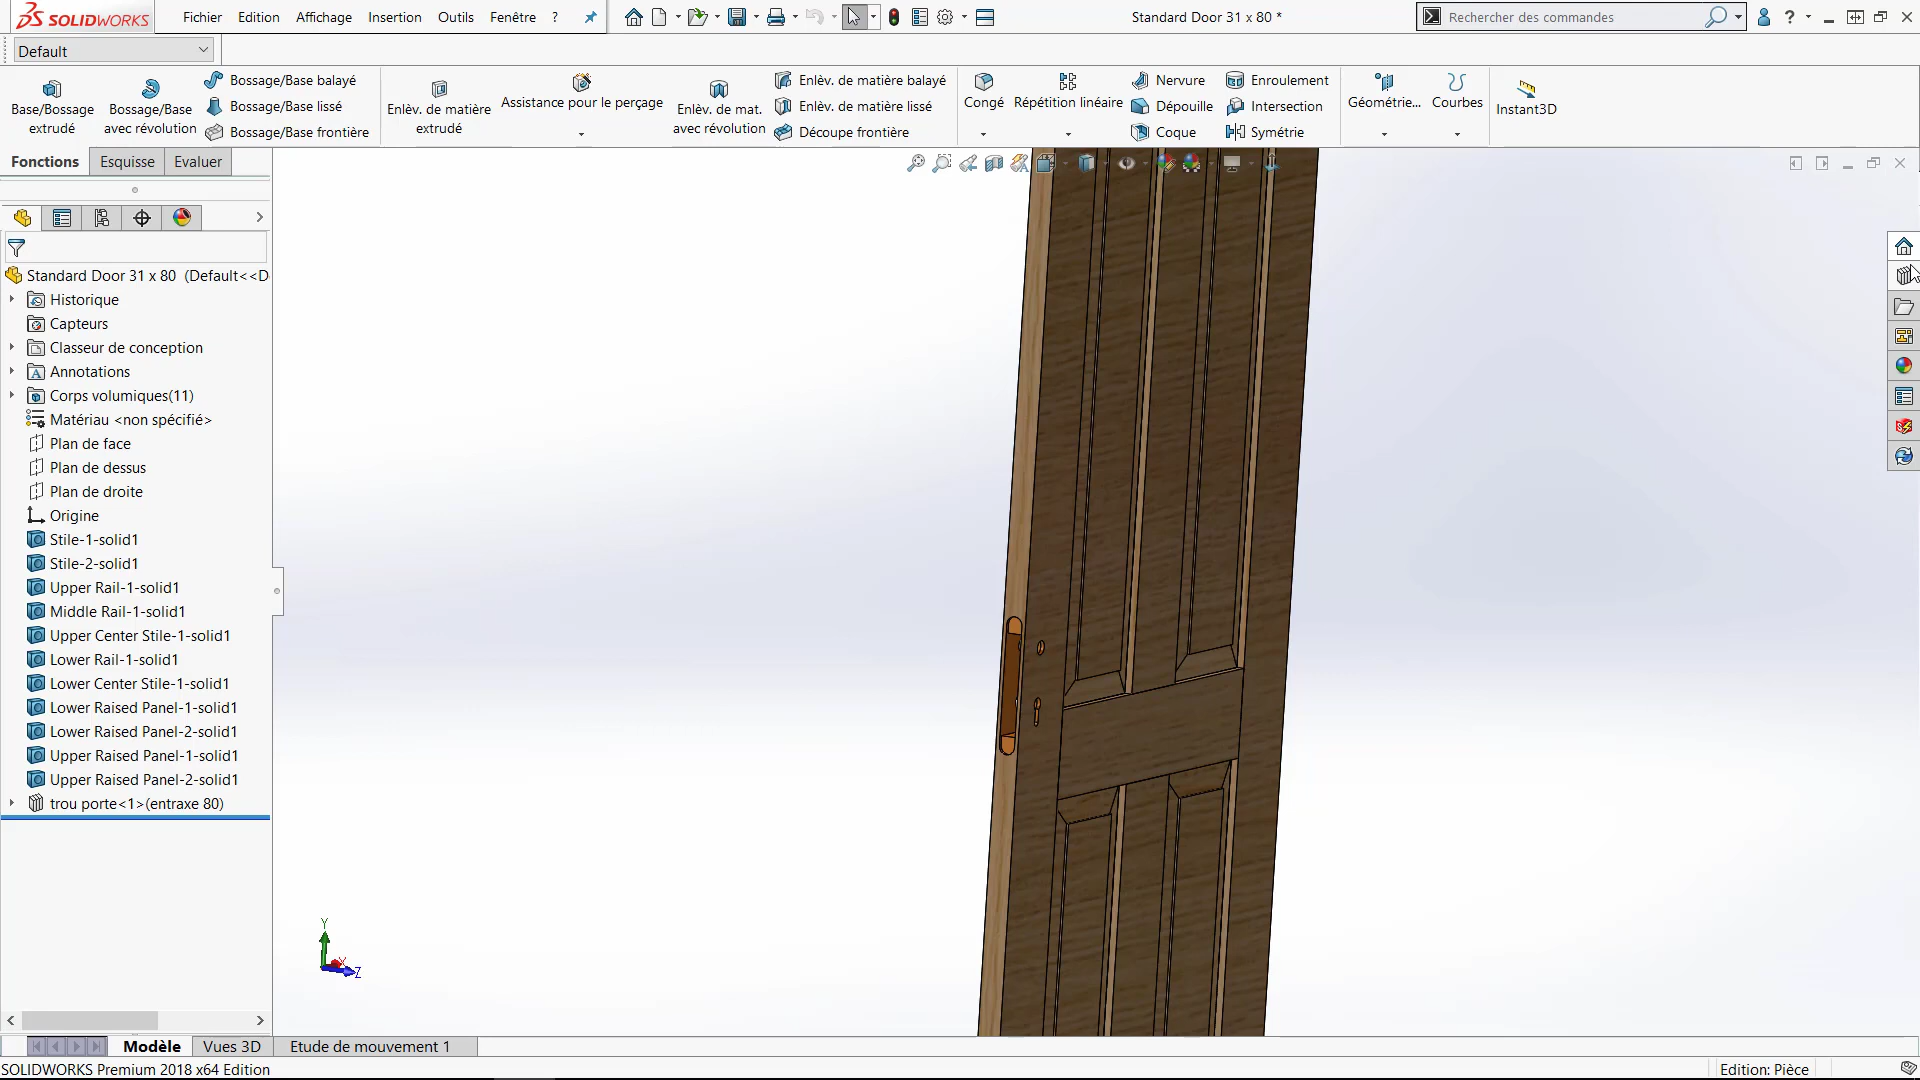 SOLIDWORKS Fichier Edition Affichage Insertion Outils Fenêtre ? Standard Door 31 x 80 * Rechercher des commandes ?
Default
Base/Bossage extrudé
Bossage/Base avec révolution
Bossage/Base balayé
Bossage/Base lissé
Bossage/Base frontière
Enlèv. de matière extrudé
Assistance pour le perçage
Enlèv. de mat. avec révolution
Enlèv. de matière balayé
Enlèv. de matière lissé
Découpe frontière
Congé
Répétition linéaire
Nervure
Dépouille
Coque
Enroulement
Intersection
Symétrie
Géométrie...
Courbes
Instant3D
Fonctions Esquisse Evaluer
Standard Door 31 x 80 (Default<<D
Historique
Capteurs
Classeur de conception
A Annotations
Corps volumiques(11)
Matériau <non spécifié>
Plan de face
Plan de dessus
Plan de droite
Origine
Stile-1-solid1
Stile-2-solid1
Upper Rail-1-solid1
Middle Rail-1-solid1
Upper Center Stile-1-solid1
Lower Rail-1-solid1
Lower Center Stile-1-solid1
Lower Raised Panel-1-solid1
Lower Raised Panel-2-solid1
Upper Raised Panel-1-solid1
Upper Raised Panel-2-solid1
trou porte<1>(entraxe 80)
Y
X
Z
Modèle Vues 3D Etude de mouvement 1
SOLIDWORKS Premium 2018 x64 Edition Edition: Pièce